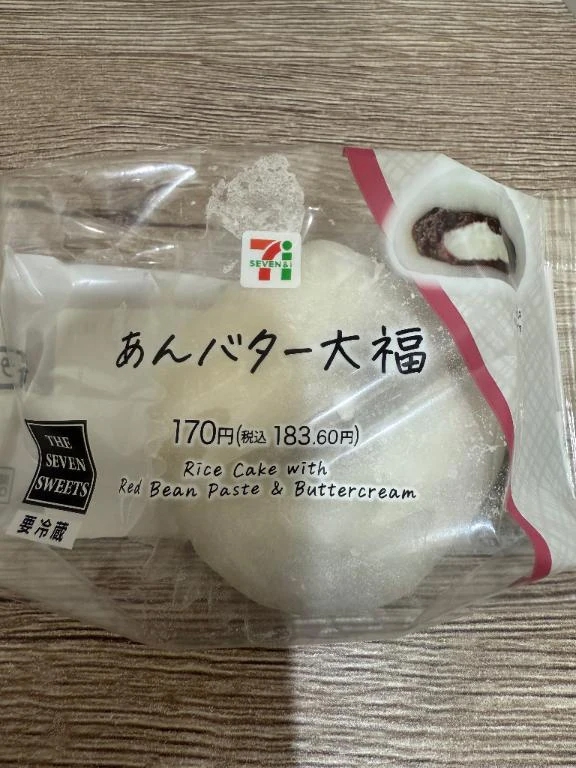 SEVEN & i
あんバター大福
170円(税込 183.60円)
Rice Cake with
Red Bean Paste & Buttercream
THE
SEVEN
SWEETS
要冷蔵